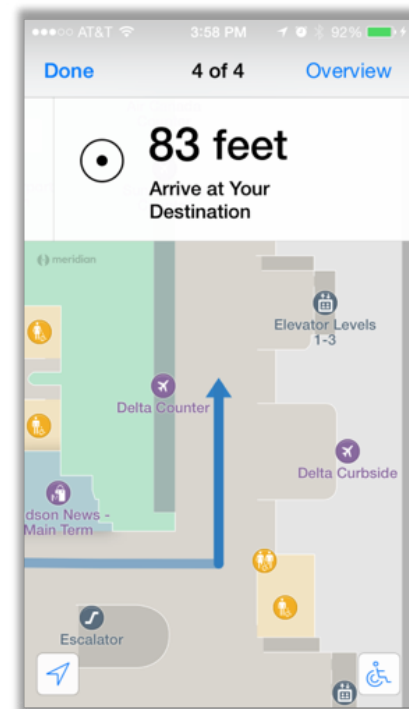 AT&T 3:58 PM 92%
Done 4 of 4 Overview
83 feet
Arrive at Your
Destination
meridian
Elevator Levels
1-3
Delta Counter
Delta Curbside
dson News -
Main Term
Escalator